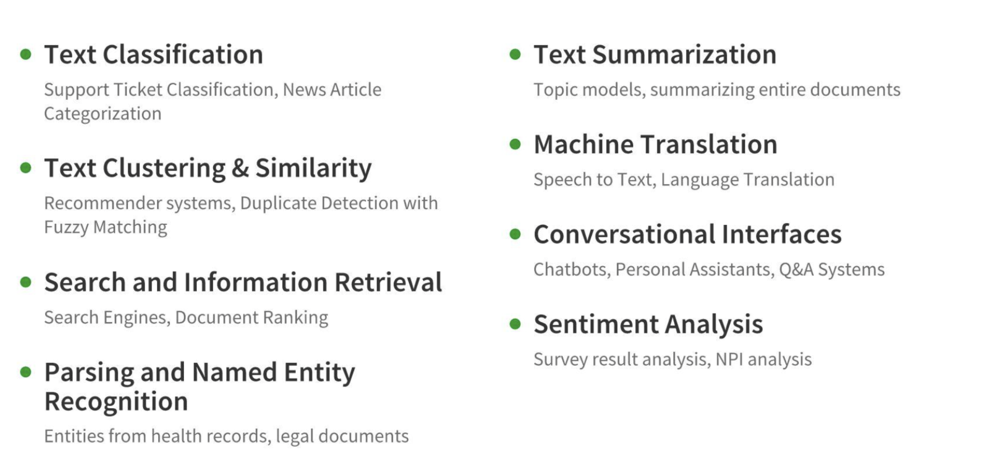 Text Classification
Support Ticket Classification, News Article
Categorization
Text Clustering & Similarity
Recommender systems, Duplicate Detection with
Fuzzy Matching
Search and Information Retrieval
Search Engines, Document Ranking
Parsing and Named Entity
Recognition
Entities from health records, legal documents
Text Summarization
Topic models, summarizing entire documents
Machine Translation
Speech to Text, Language Translation
Conversational Interfaces
Chatbots, Personal Assistants, Q&A Systems
Sentiment Analysis
Survey result analysis, NPI analysis